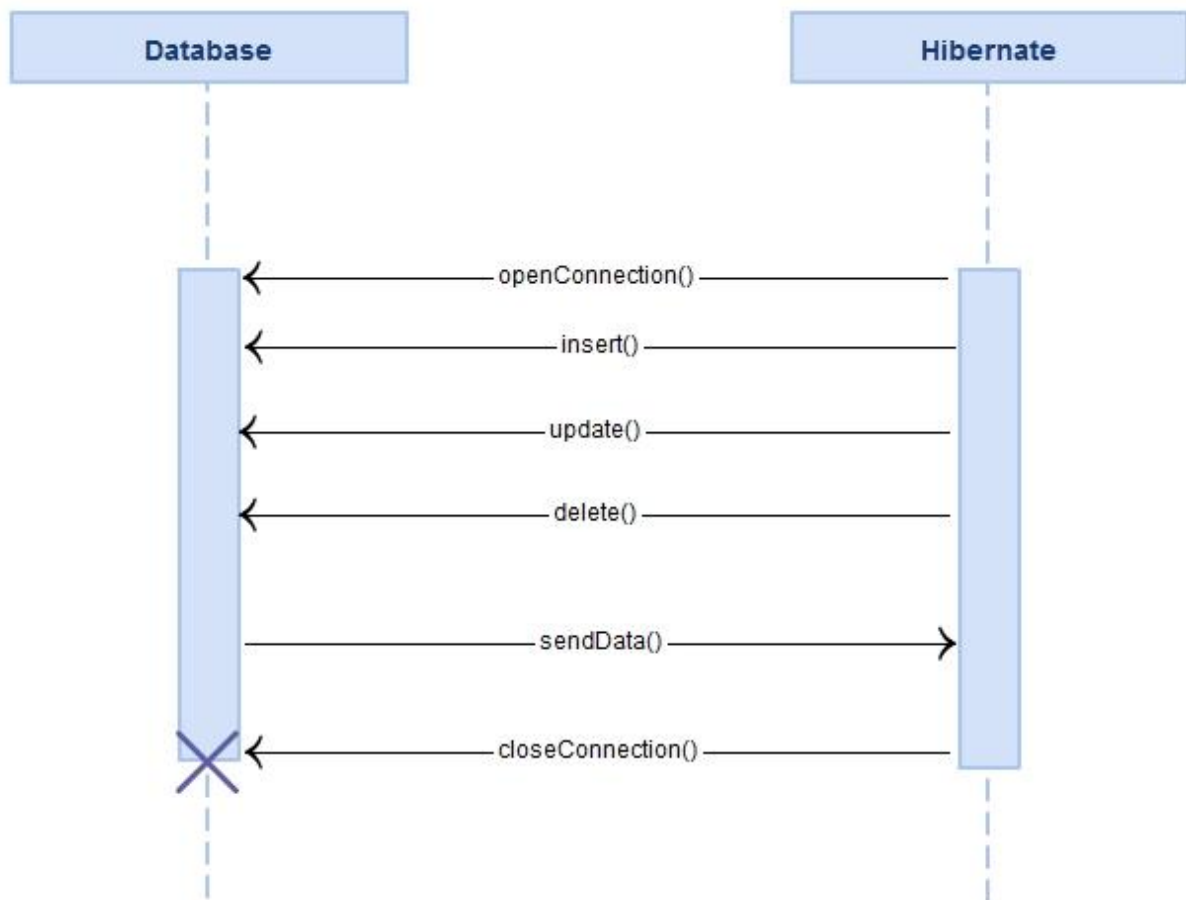 Database
Hibernate
openConnection()
insert()
update()
delete()
sendData()
closeConnection()